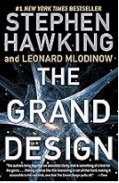 #1 NEW YORK TIMES BESTSELLER
STEPHEN
HAWKING
and LEONARD MLODINOW
THE
GRAND
DESIGN